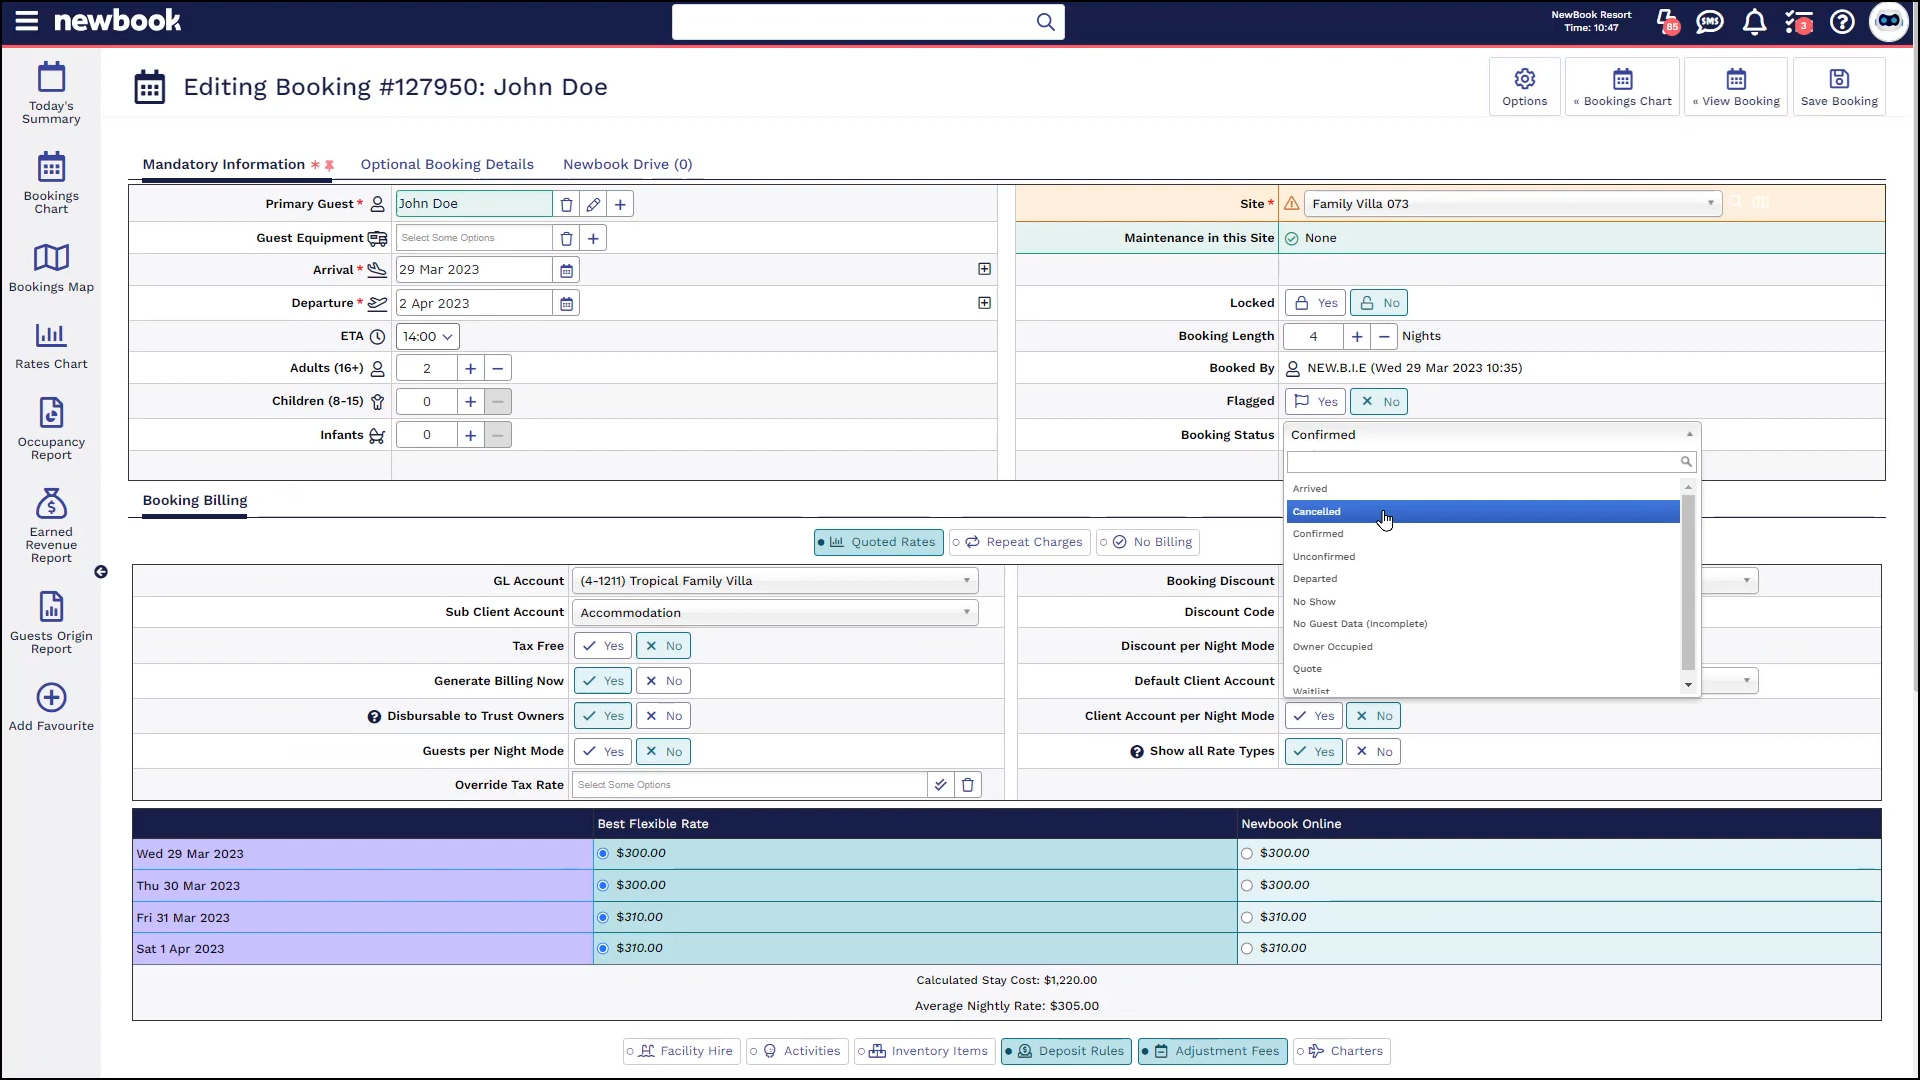 newbook
NewBook Resort
Time: 10:47
85
SMS
3
Editing Booking #127950: John Doe
Options
« Bookings Chart
« View Booking
Save Booking
Today's
Summary
Bookings
Chart
Bookings Map
Rates Chart
Occupancy
Report
Earned
Revenue
Report
Guests Origin
Report
Add Favourite
Mandatory Information *
Optional Booking Details
Newbook Drive (0)
Primary Guest *
John Doe
Guest Equipment
Select Some Options
Arrival *
29 Mar 2023
Departure *
2 Apr 2023
ETA
14:00
Adults (16+)
2
Children (8-15)
0
Infants
0
Site *
Family Villa 073
Maintenance in this Site
None
Locked
Yes
No
Booking Length
4
Nights
Booked By
NEW.B.I.E (Wed 29 Mar 2023 10:35)
Flagged
Yes
No
Booking Status
Confirmed
Arrived
Cancelled
Confirmed
Unconfirmed
Departed
No Show
No Guest Data (Incomplete)
Owner Occupied
Quote
Waitlist
Booking Billing
Quoted Rates
Repeat Charges
No Billing
GL Account
(4-1211) Tropical Family Villa
Sub Client Account
Accommodation
Tax Free
Yes
No
Generate Billing Now
Yes
No
Disbursable to Trust Owners
Yes
No
Guests per Night Mode
Yes
No
Override Tax Rate
Select Some Options
Booking Discount
Discount Code
Discount per Night Mode
Default Client Account
Client Account per Night Mode
Yes
No
Show all Rate Types
Yes
No
Best Flexible Rate
Newbook Online
Wed 29 Mar 2023
$300.00
$300.00
Thu 30 Mar 2023
$300.00
$300.00
Fri 31 Mar 2023
$310.00
$310.00
Sat 1 Apr 2023
$310.00
$310.00
Calculated Stay Cost: $1,220.00
Average Nightly Rate: $305.00
Facility Hire
Activities
Inventory Items
Deposit Rules
Adjustment Fees
Charters